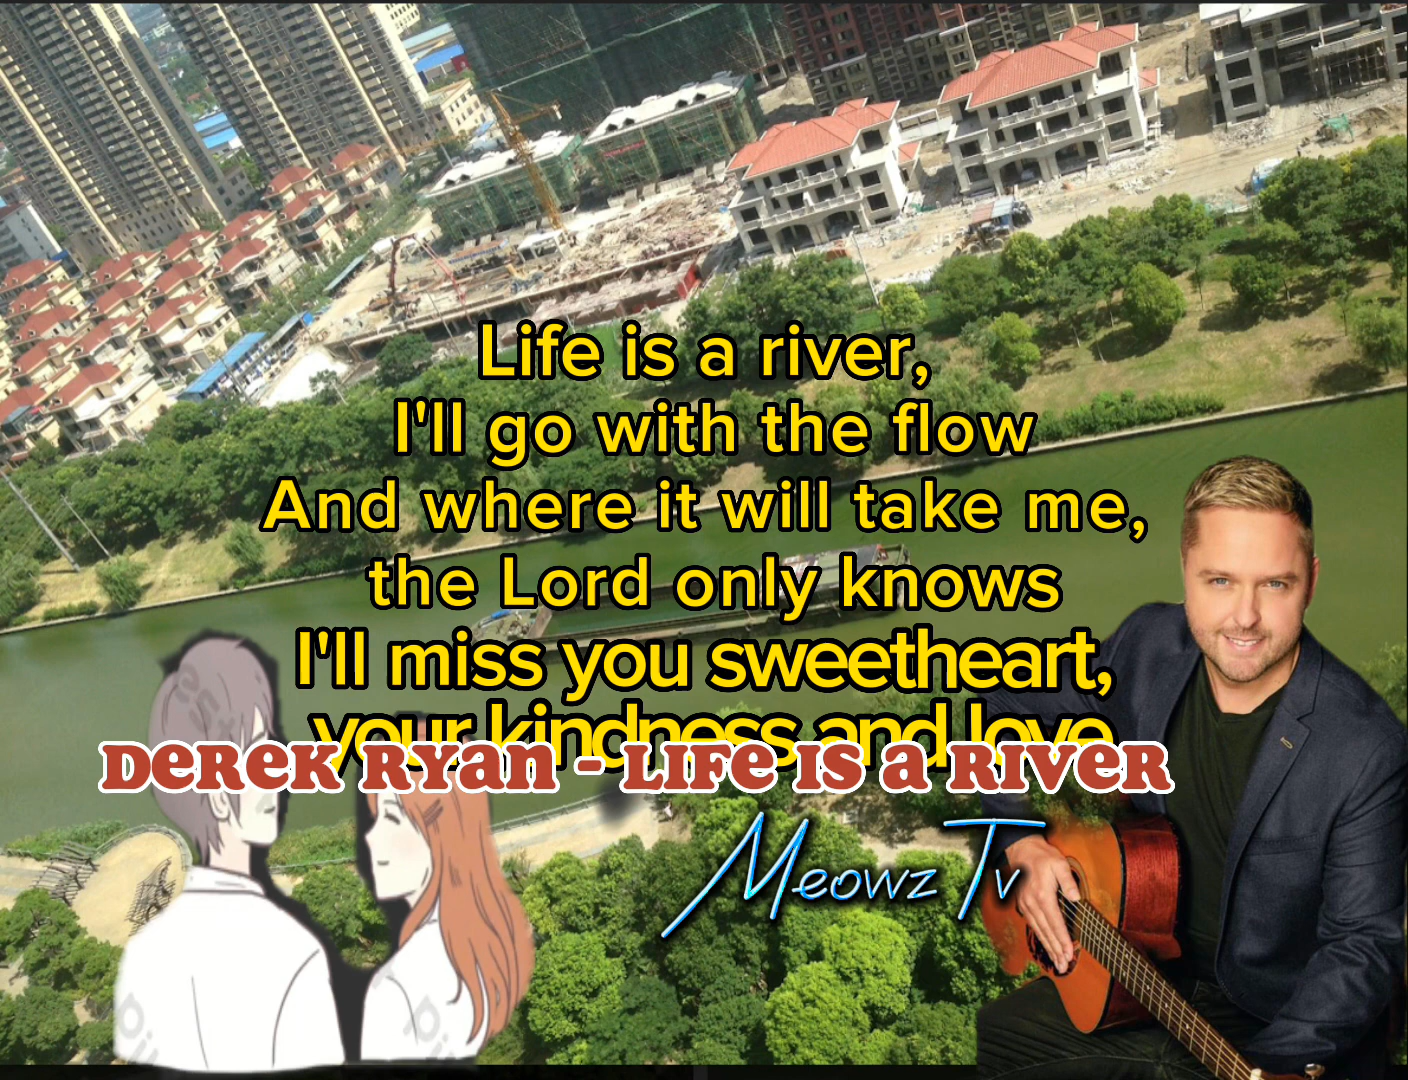 Life is a river,
I'll go with the flow
And where it will take me,
the Lord only knows
I'll miss you sweetheart,
your kindness and love
DEREK RYAN - LIFE IS A RIVER
Meowz Tv